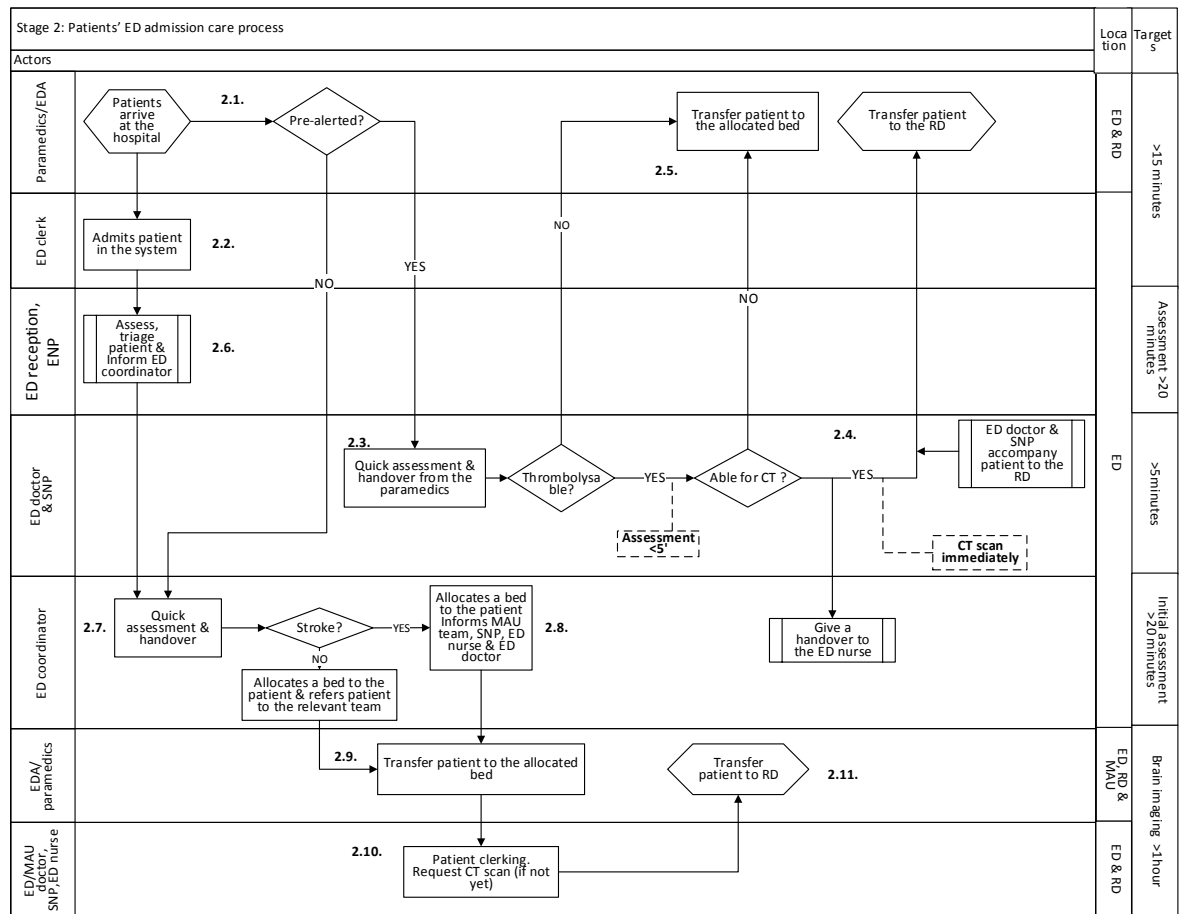 Stage 2: Patients' ED admission care process
Loca
tion
Target
s
Actors
Paramedics/EDA
Patients
arrive
at the
hospital
2.1.
Pre-alerted?
Transfer patient to
the allocated bed
2.5.
Transfer patient
to the RD
ED & RD
>15 minutes
ED clerk
Admits patient
in the system
2.2.
NO
YES
NO
ED reception,
ENP
Assess,
triage
patient &
Inform ED
coordinator
2.6.
NO
Assessment >20
minutes
ED doctor
& SNP
2.3.
Quick assessment &
handover from the
paramedics
Thrombolysa
ble?
YES
Able for CT ?
2.4.
YES
ED doctor &
SNP
accompany
patient to the
RD
Assessment
<5'
CT scan
immediately
ED
>5minutes
ED coordinator
2.7.
Quick
assessment &
handover
Stroke?
YES
Allocates a bed
to the patient
Informs MAU
team, SNP, ED
nurse & ED
doctor
2.8.
Give a
handover to
the ED nurse
NO
Allocates a bed to the
patient & refers patient
to the relevant team
Initial assessment
>20 minutes
EDA/
paramedics
2.9.
Transfer patient to the allocated
bed
Transfer
patient to RD
2.11.
ED, RD &
MAU
Brain imaging >1hour
ED/MAU
doctor,
SNP,ED nurse
2.10.
Patient clerking.
Request CT scan (if not
yet)
ED & RD